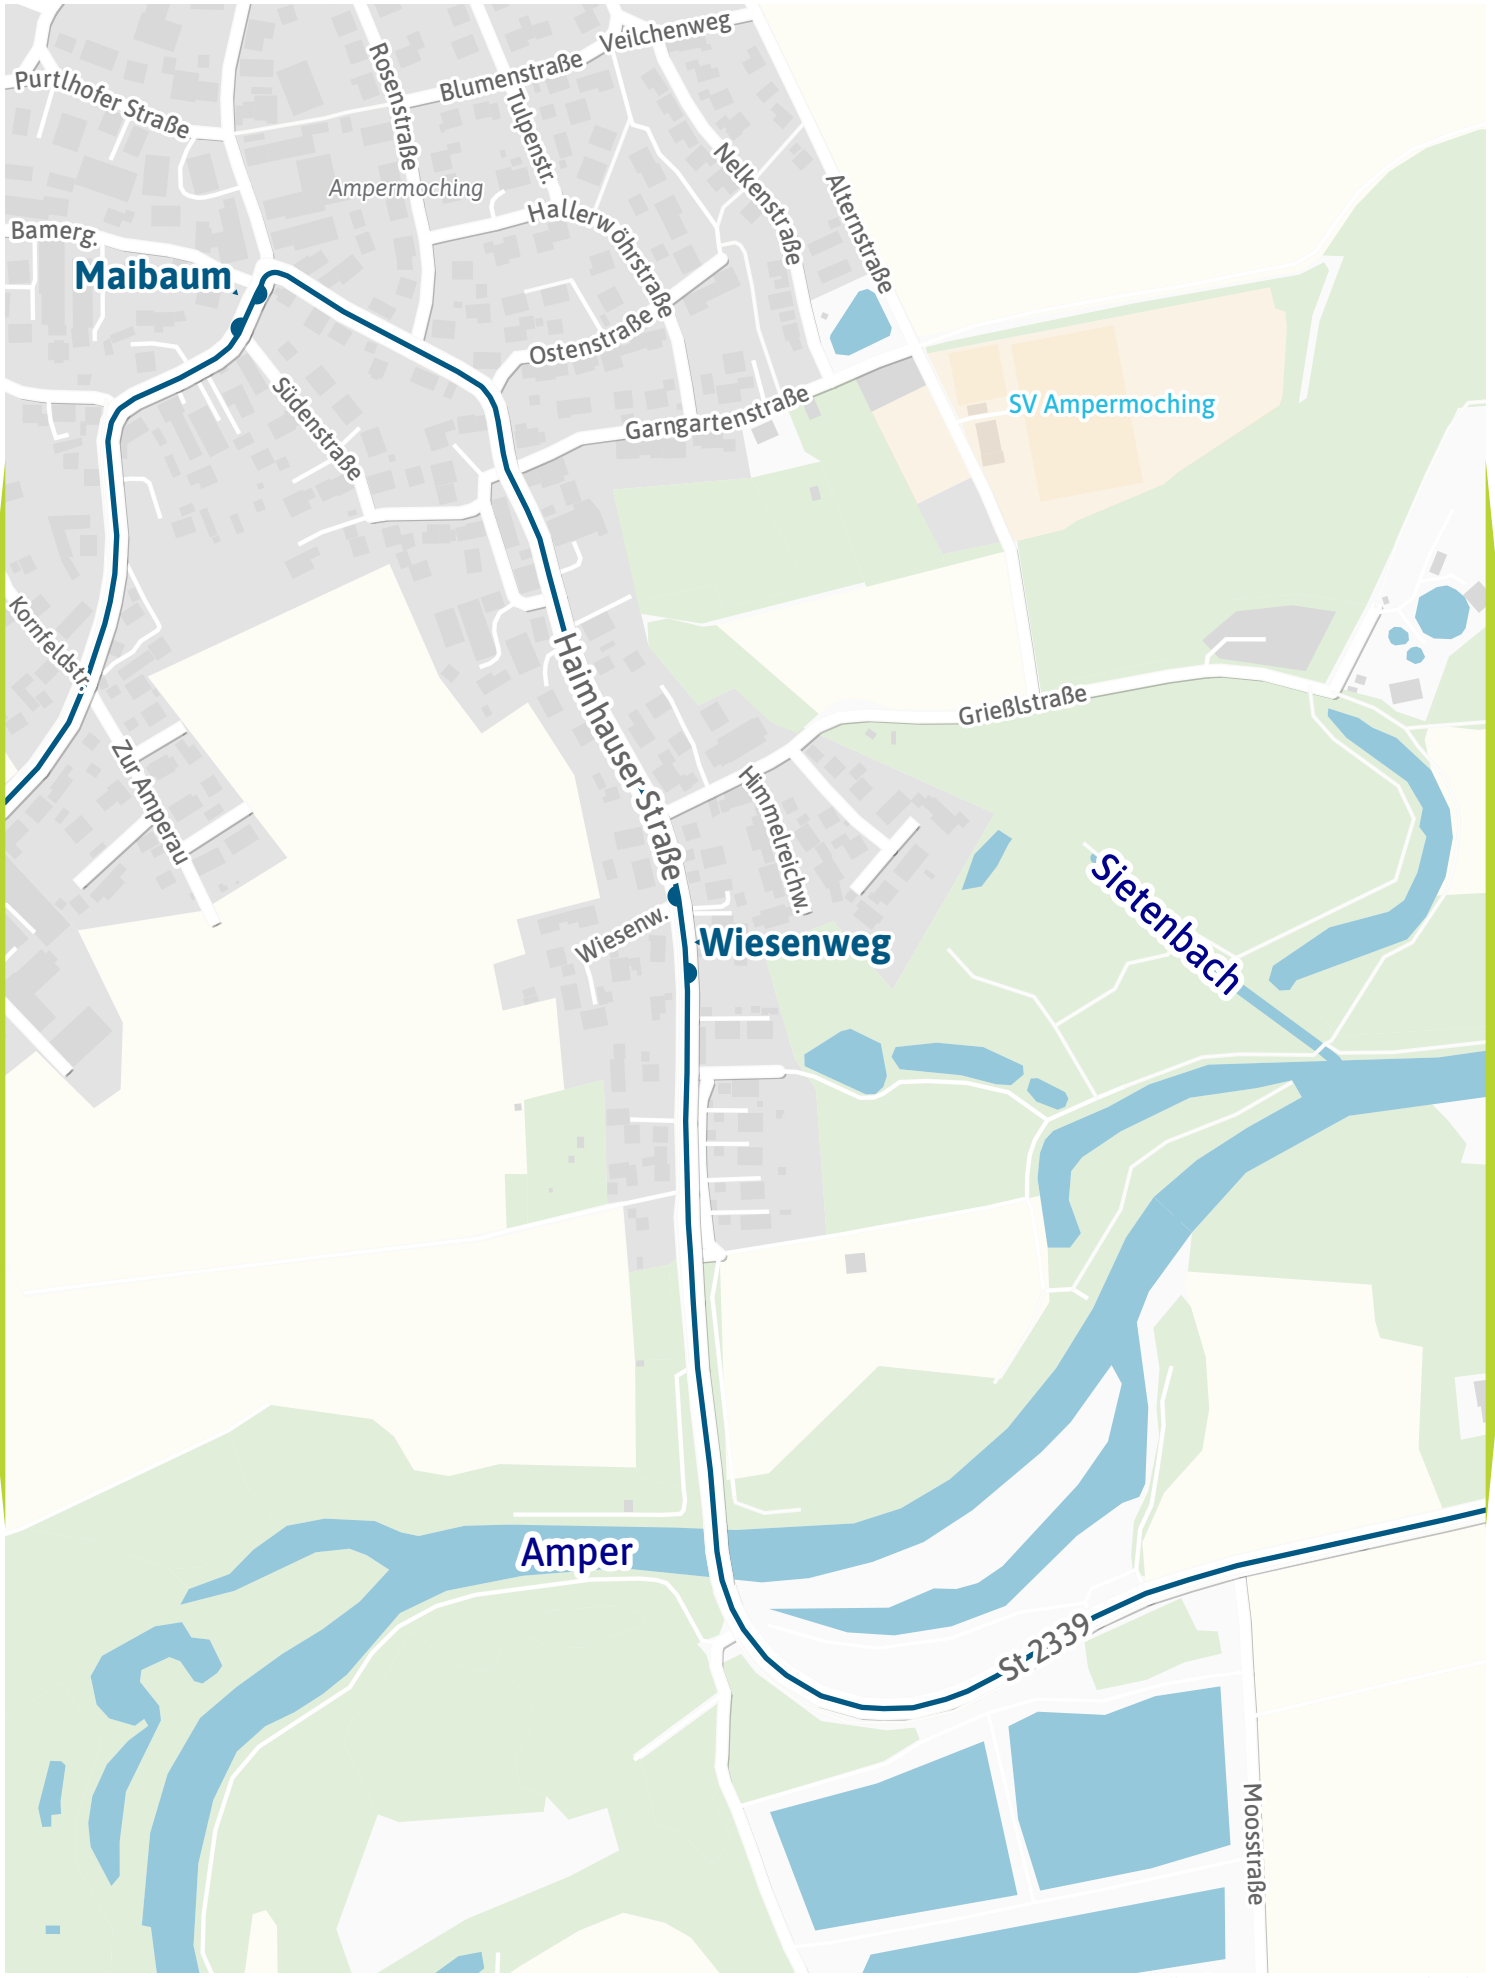 Veilchenweg
Blumenstraße
Rosenstraße
Purtlhofer Straße
Tulpenstr.
Nelkenstraße
Ampermoching
Alternstraße
Hallerwöhrstraße
Bamerg.
Maibaum
Ostenstraße
Südenstraße
SV Ampermoching
Garngartenstraße
Kornfeldstr.
Haimhauser Straße
Grießlstraße
Zur Amperau
Himmelreichw.
Sietenbach
Wiesenw.
Wiesenweg
Amper
St 2339
Moosstraße